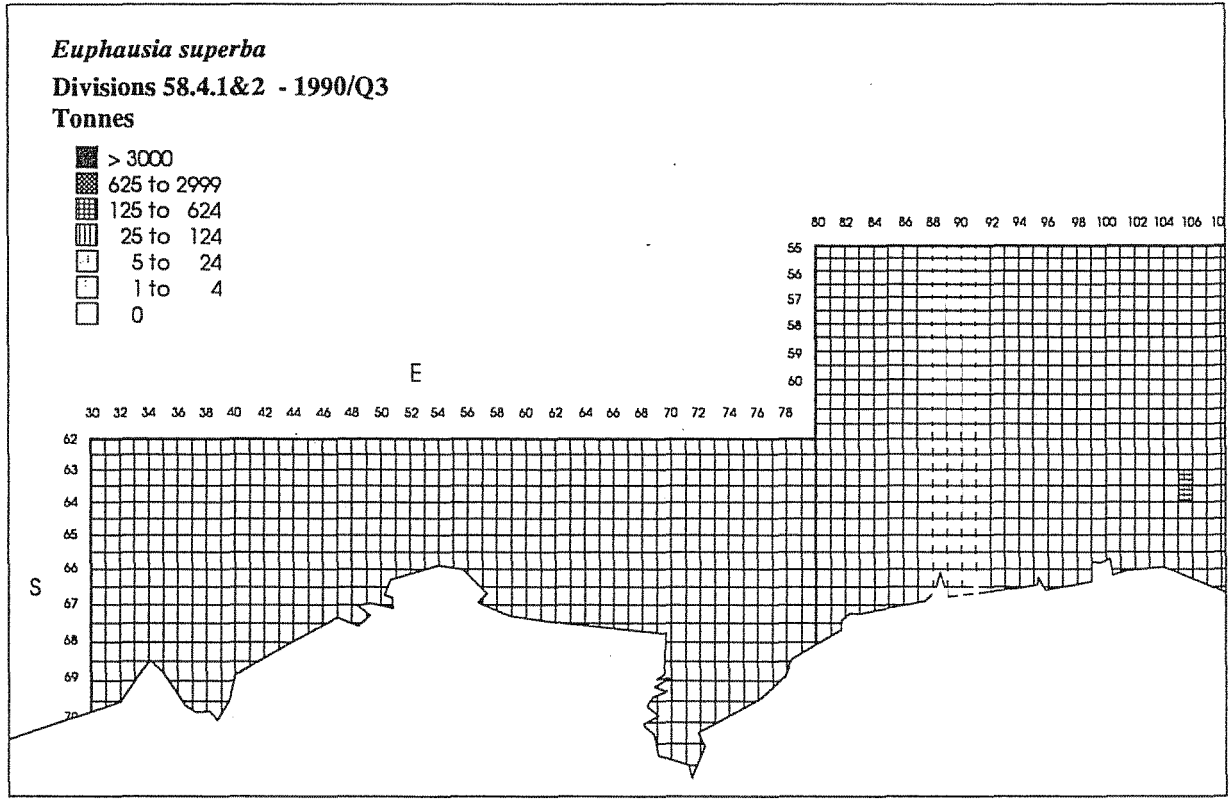 Euphausia superba
Divisions 58.4.1&2 - 1990/Q3
Tonnes
> 3000
625 to 2999
125 to 624
25 to 124
5 to 24
1 to 4
0
80 82 84 86 88 90 92 94 96 98 100 102 104 106 10
55
56
57
58
59
60
E
30 32 34 36 38 40 42 44 46 48 50 52 54 56 58 60 62 64 66 68 70 72 74 76 78
62
63
64
65
66
S
67
68
69
70